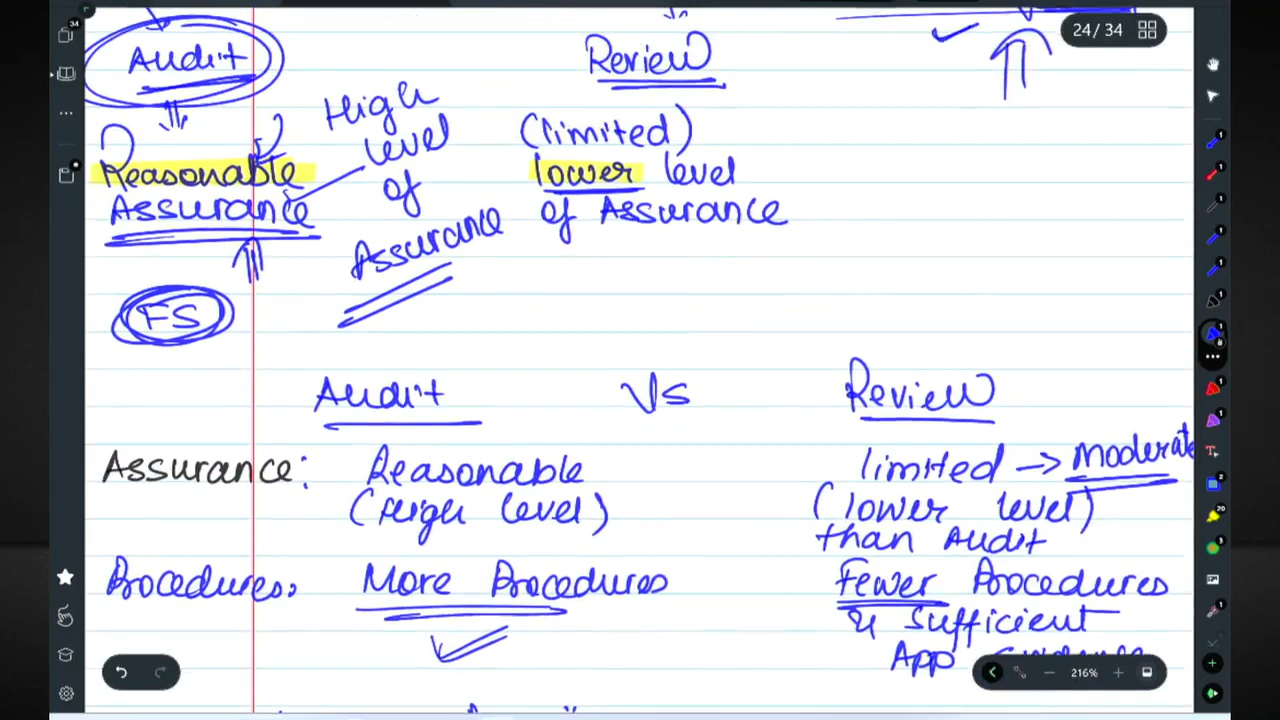 24/34
Audit
Review
High
level
of
Assurance
Reasonable
Assurance
(limited)
lower level
of Assurance
FS
Audit Vs Review
Assurance: Reasonable limited → Moderate
(High level) (lower level)
than Audit
Procedures: More Procedures Fewer Procedures
& Sufficient
App
216%